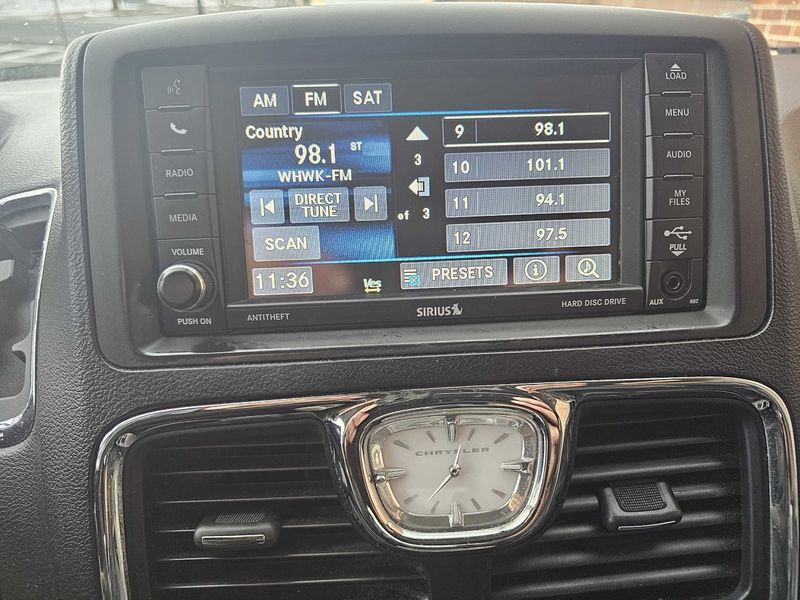 LOAD
AM FM SAT
MENU
Country
98.1 ST
WHWK-FM
9 98.1
3
10 101.1
AUDIO
RADIO
DIRECT
TUNE
11 94.1
MY
FILES
MEDIA
of 3
SCAN
12 97.5
PULL
VOLUME
11:36
Yes
PRESETS
PUSH ON
ANTITHEFT
SIRIUS
HARD DISC DRIVE
AUX RBZ
CHRYSLER